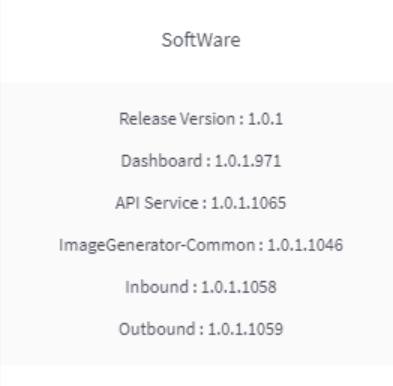 SoftWare
Release Version : 1.0.1
Dashboard : 1.0.1.971
API Service : 1.0.1.1065
ImageGenerator-Common : 1.0.1.1046
Inbound : 1.0.1.1058
Outbound : 1.0.1.1059